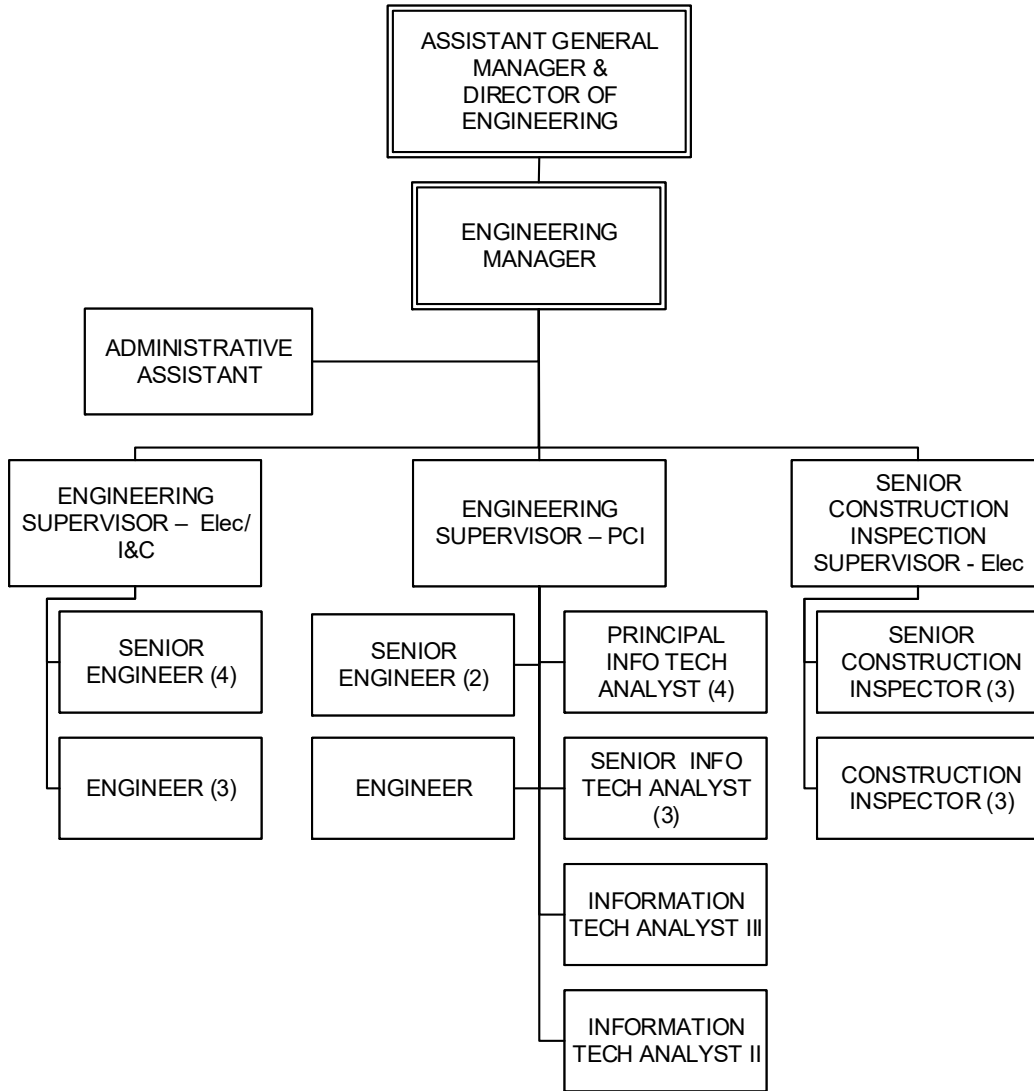 ASSISTANT GENERAL
MANAGER &
DIRECTOR OF
ENGINEERING
ENGINEERING
MANAGER
ADMINISTRATIVE
ASSISTANT
ENGINEERING
SUPERVISOR – Elec/
I&C
ENGINEERING
SUPERVISOR – PCI
SENIOR
CONSTRUCTION
INSPECTION
SUPERVISOR - Elec
SENIOR
ENGINEER (4)
SENIOR
ENGINEER (2)
PRINCIPAL
INFO TECH
ANALYST (4)
SENIOR
CONSTRUCTION
INSPECTOR (3)
ENGINEER (3)
ENGINEER
SENIOR INFO
TECH ANALYST
(3)
CONSTRUCTION
INSPECTOR (3)
INFORMATION
TECH ANALYST III
INFORMATION
TECH ANALYST II